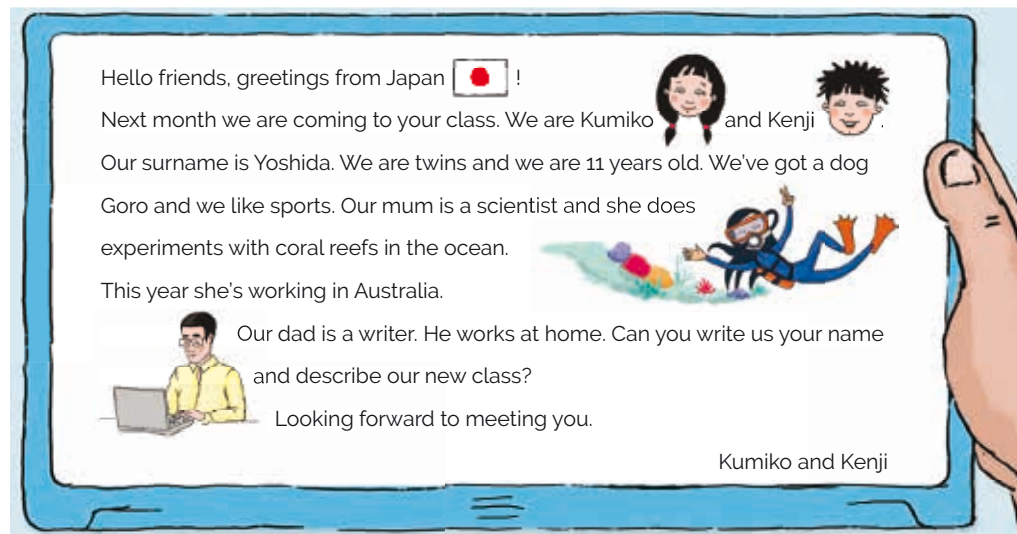 Hello friends, greetings from Japan !
Next month we are coming to your class. We are Kumiko and Kenji .
Our surname is Yoshida. We are twins and we are 11 years old. We've got a dog
Goro and we like sports. Our mum is a scientist and she does
experiments with coral reefs in the ocean.
This year she's working in Australia.
Our dad is a writer. He works at home. Can you write us your name
and describe our new class?
Looking forward to meeting you.
Kumiko and Kenji